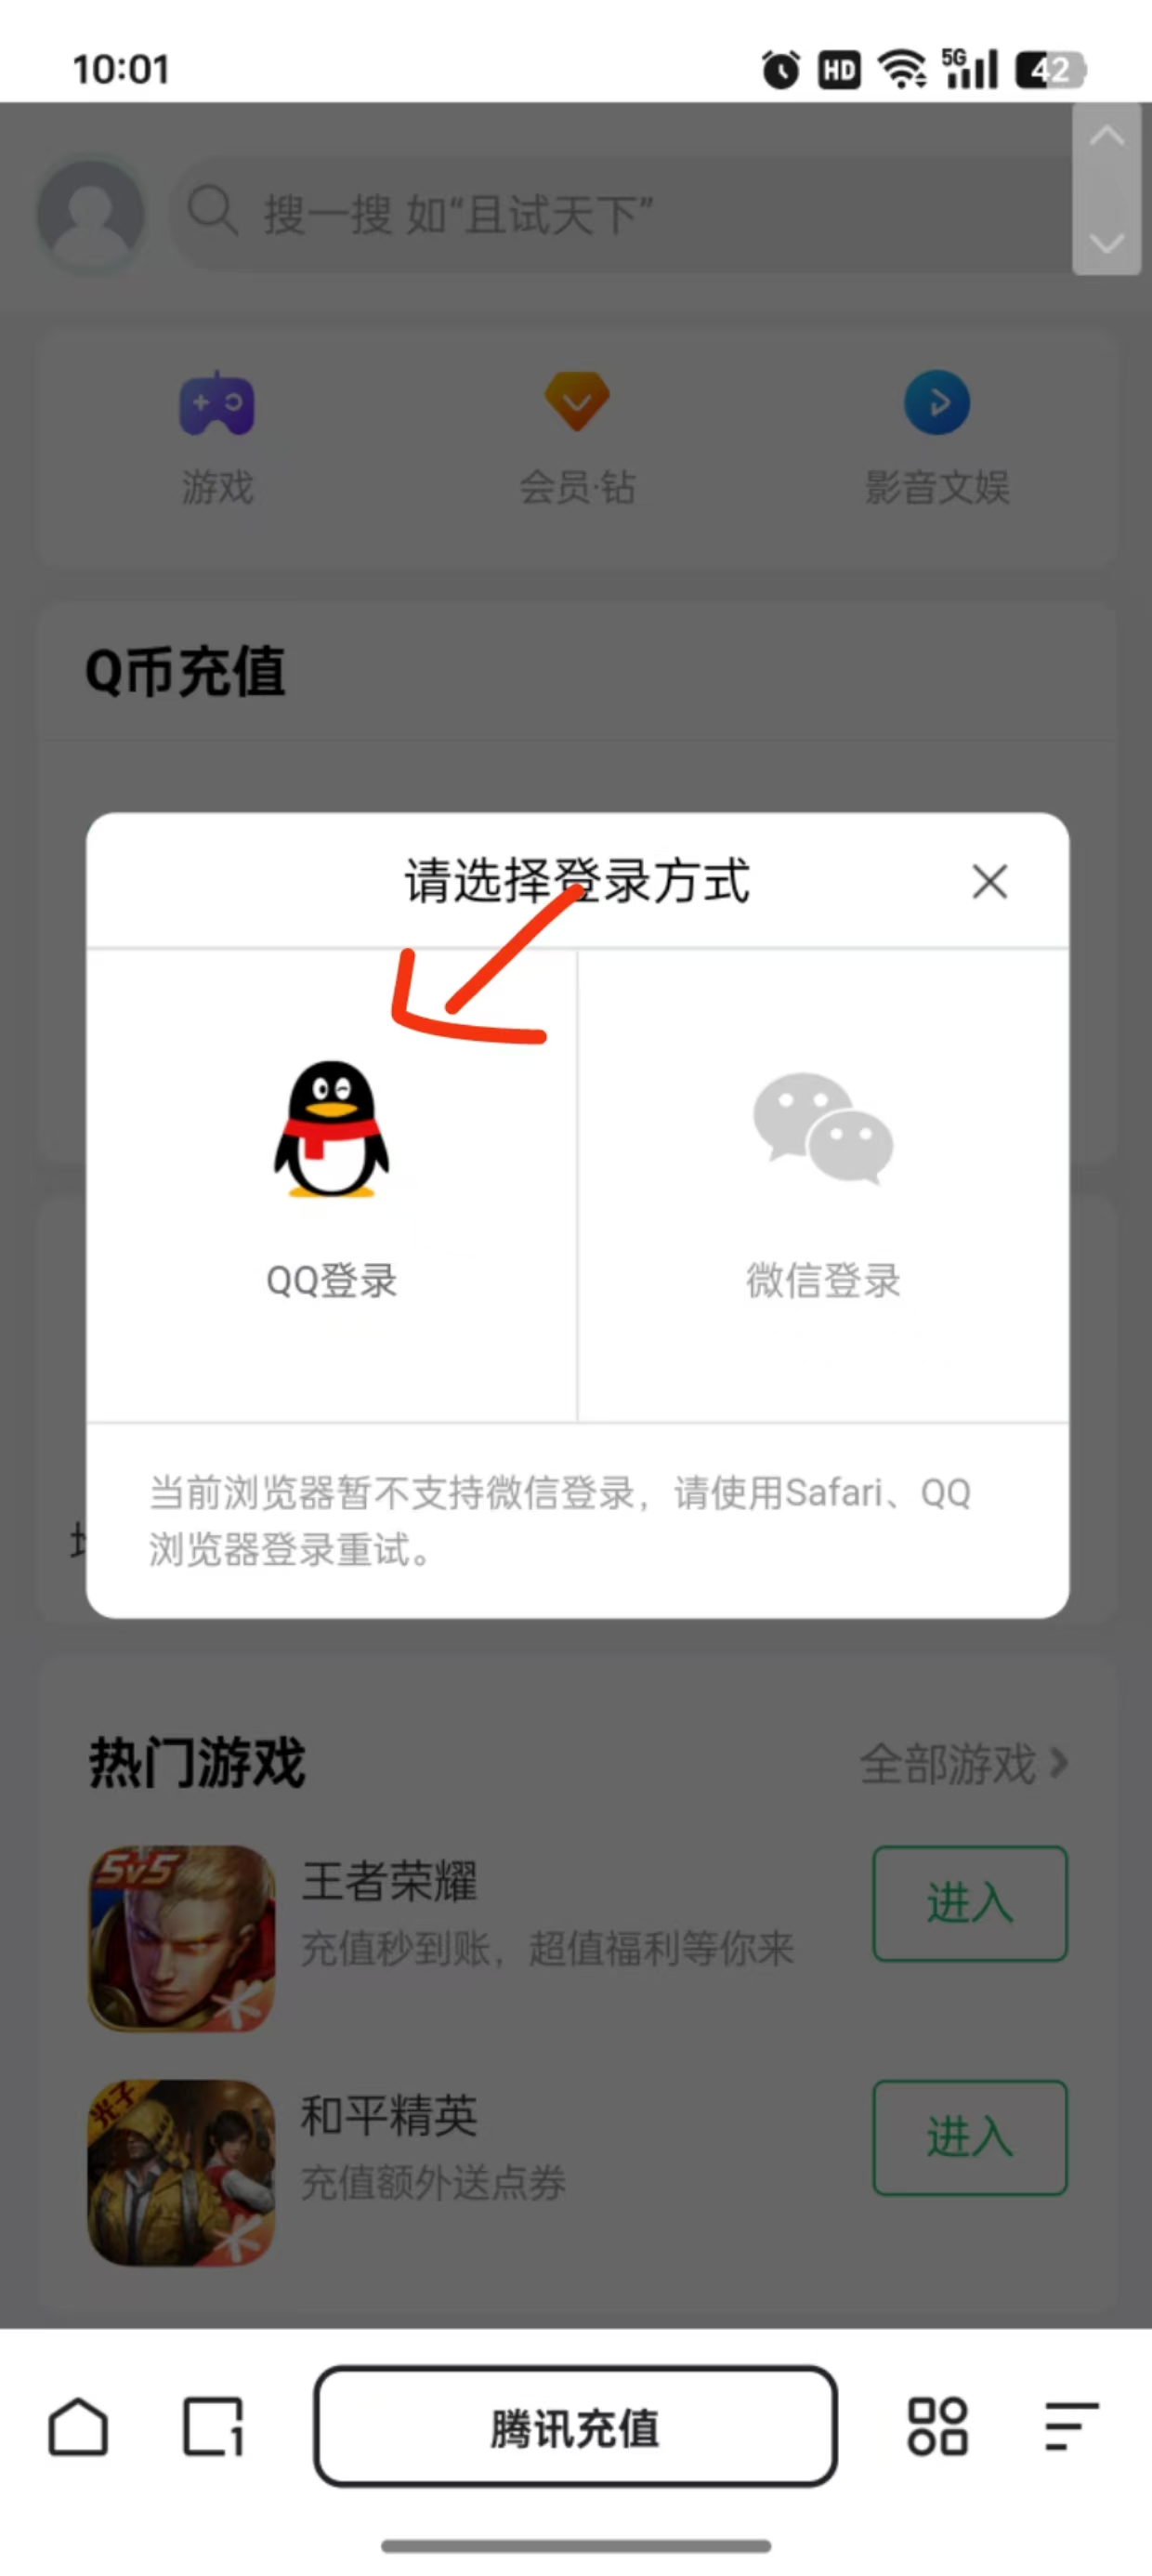 10:01
HD
5G
42
搜一搜 如“且试天下”
游戏
会员·钻
影音文娱
Q币充值
请选择登录方式
QQ登录
微信登录
当前浏览器暂不支持微信登录，请使用Safari、QQ
浏览器登录重试。
热门游戏
全部游戏
5v5
王者荣耀
充值秒到账，超值福利等你来
进入
光子
和平精英
充值额外送点券
进入
1
腾讯充值